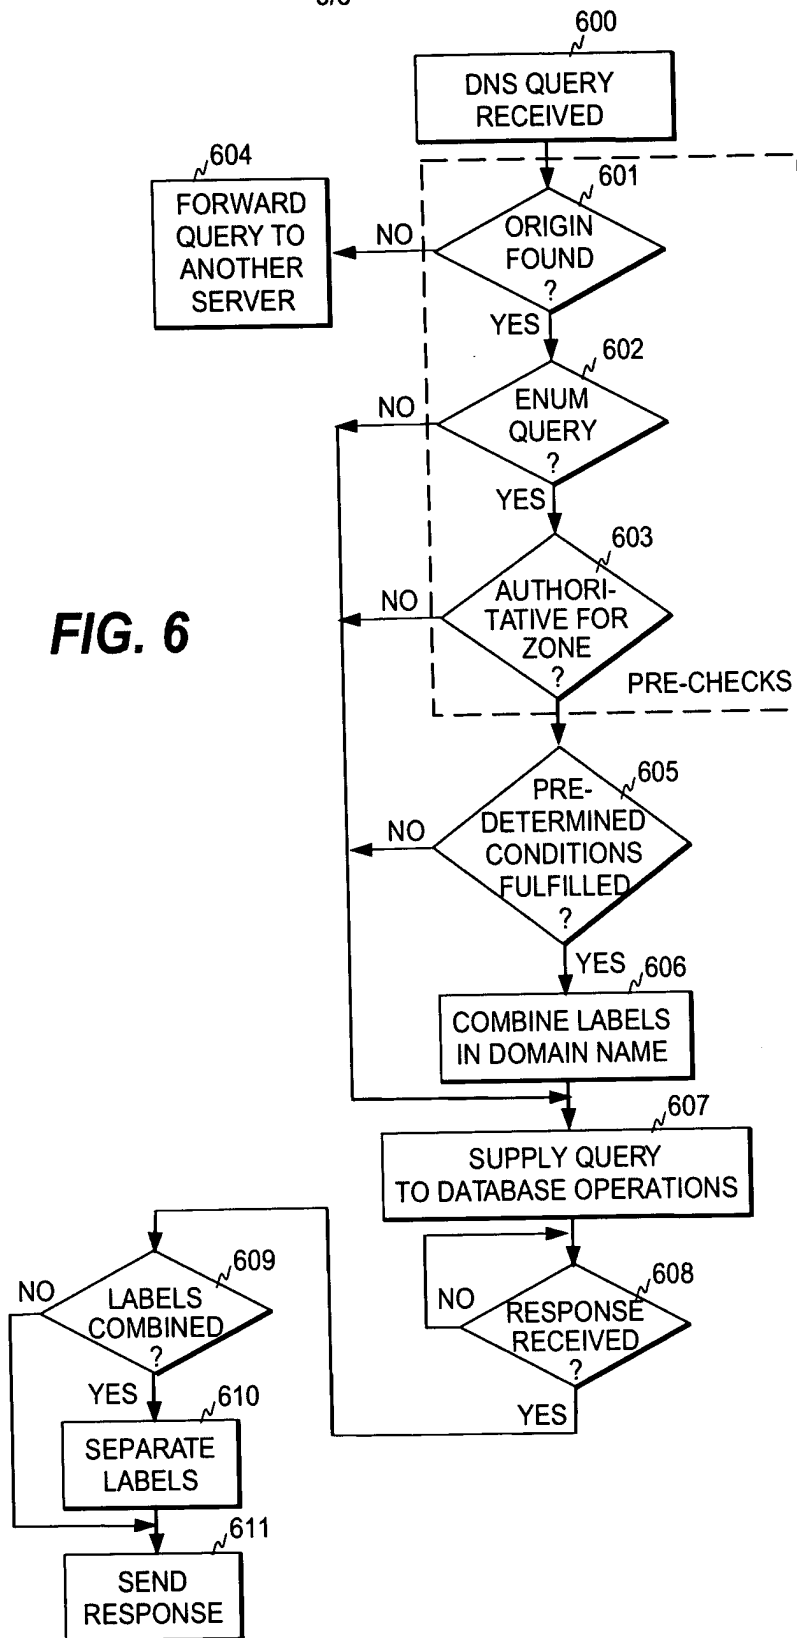 600
DNS QUERY
RECEIVED
604
FORWARD
QUERY TO
ANOTHER
SERVER
601
ORIGIN
FOUND
?
NO
YES
602
ENUM
QUERY
?
NO
YES
603
AUTHORI-
TATIVE FOR
ZONE
?
NO
PRE-CHECKS
FIG. 6
605
PRE-
DETERMINED
CONDITIONS
FULFILLED
?
NO
YES
606
COMBINE LABELS
IN DOMAIN NAME
607
SUPPLY QUERY
TO DATABASE OPERATIONS
608
RESPONSE
RECEIVED
?
NO
YES
609
LABELS
COMBINED
?
NO
YES
610
SEPARATE
LABELS
611
SEND
RESPONSE